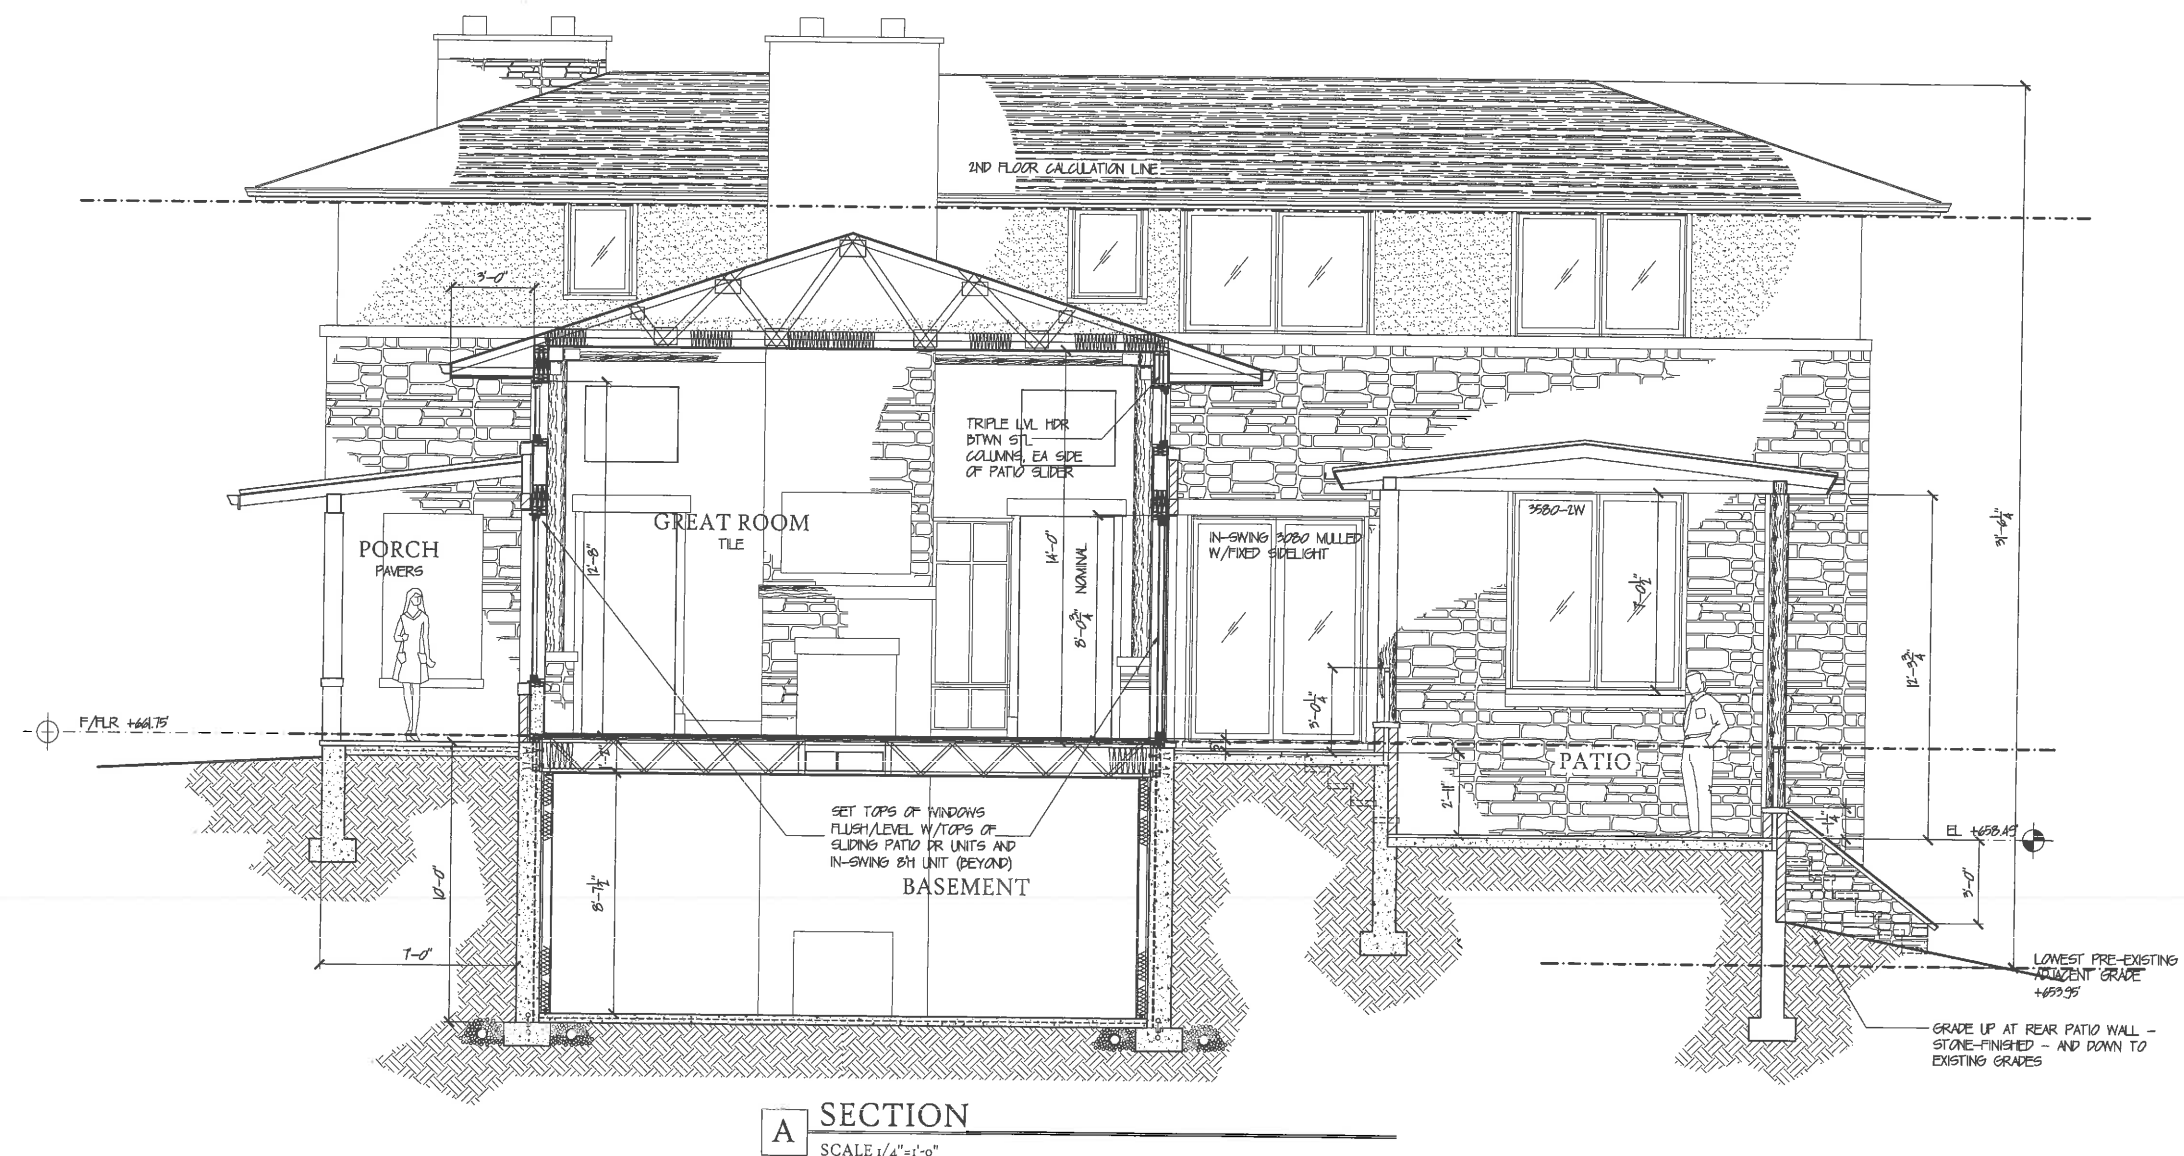 2ND FLOOR CALCULATION LINE
3'-0"
TRIPLE LVL HDR
BTWN STL
COLUMNS, EA SIDE
OF PATIO SLIDER
GREAT ROOM
TILE
12'-8"
14'-0"
8'-0 3/4" NOMINAL
PORCH
PAVERS
IN-SWING 3080 MULLED
W/FIXED SIDELIGHT
3580-2W
7'-0 1/2"
31'-6 1/4"
12'-3 3/4"
3'-0 1/4"
F/FLR +661.75'
PATIO
2'-11"
EL +658.45'
3'-0"
SET TOPS OF WINDOWS
FLUSH/LEVEL W/TOPS OF
SLIDING PATIO DR UNITS AND
IN-SWING 8'H UNIT (BEYOND)
BASEMENT
8'-1 1/2"
10'-0"
7'-0"
LOWEST PRE-EXISTING
ADJACENT GRADE
+653.95'
GRADE UP AT REAR PATIO WALL -
STONE-FINISHED - AND DOWN TO
EXISTING GRADES
A
SECTION
SCALE 1/4"=1'-0"